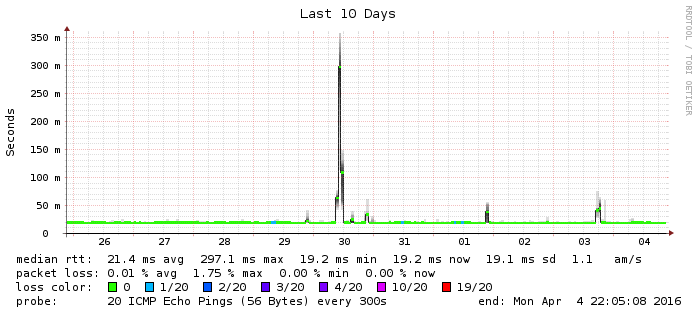 Last 10 Days
RRDTOOL / TOBI OETIKER
Seconds
350 m
300 m
250 m
200 m
150 m
100 m
50 m
0
26 27 28 29 30 31 01 02 03 04
median rtt: 21.4 ms avg 297.1 ms max 19.2 ms min 19.2 ms now 19.1 ms sd 1.1 am/s
packet loss: 0.01 % avg 1.75 % max 0.00 % min 0.00 % now
loss color: 0 1/20 2/20 3/20 4/20 10/20 19/20
probe: 20 ICMP Echo Pings (56 Bytes) every 300s end: Mon Apr 4 22:05:08 2016